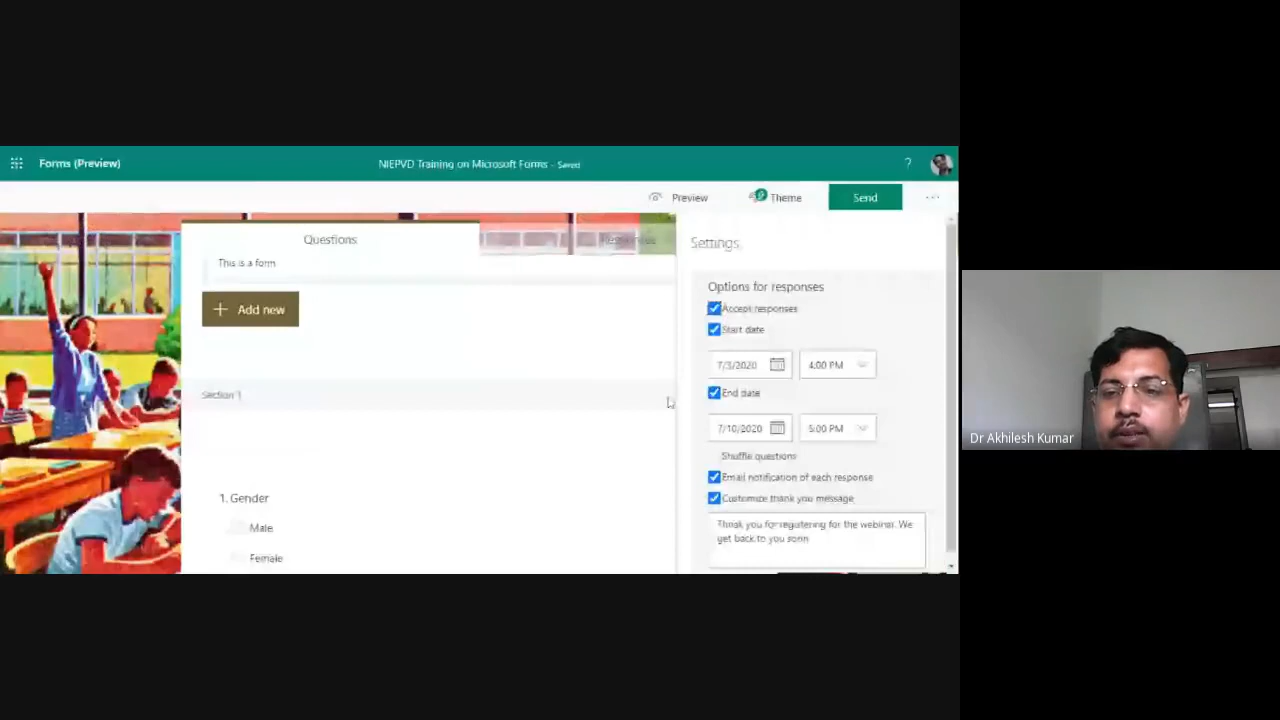 Forms (Preview)
NIEPVD Training on Microsoft Forms - Saved
?
Preview
Theme
Send
Questions
Responses
This is a form
Add new
Section 1
1. Gender
Male
Female
Settings
Options for responses
Accept responses
Start date
7/3/2020
4:00 PM
End date
7/10/2020
5:00 PM
Shuffle questions
Email notification of each response
Customize thank you message
Thank you for registering for the webinar. We
get back to you sonn
Dr Akhilesh Kumar